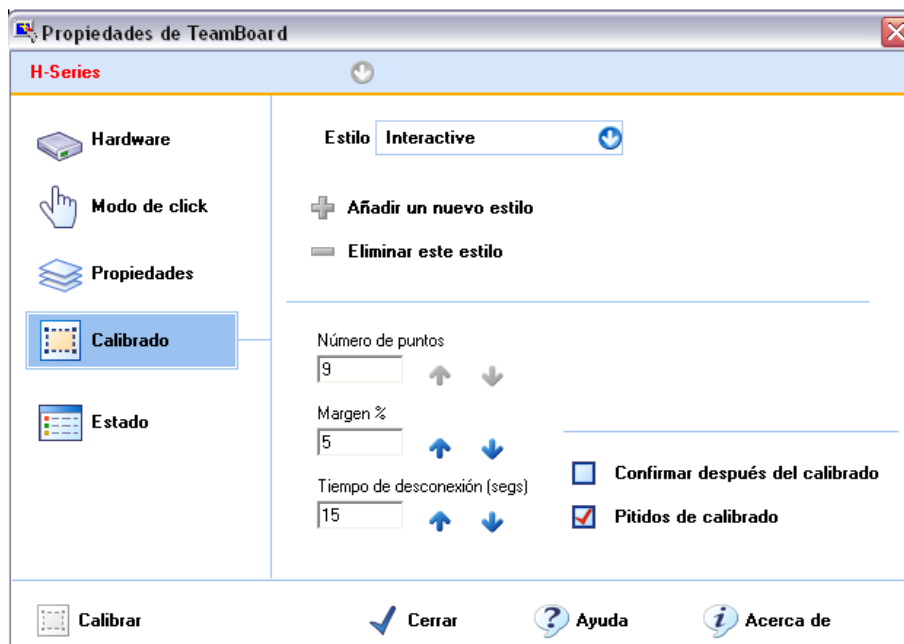 Propiedades de TeamBoard
H-Series
Hardware
Modo de click
Propiedades
Calibrado
Estado
Estilo Interactive
Añadir un nuevo estilo
Eliminar este estilo
Número de puntos
9
Margen %
5
Tiempo de desconexión (segs)
15
Confirmar después del calibrado
Pitidos de calibrado
Calibrar
Cerrar
Ayuda
Acerca de